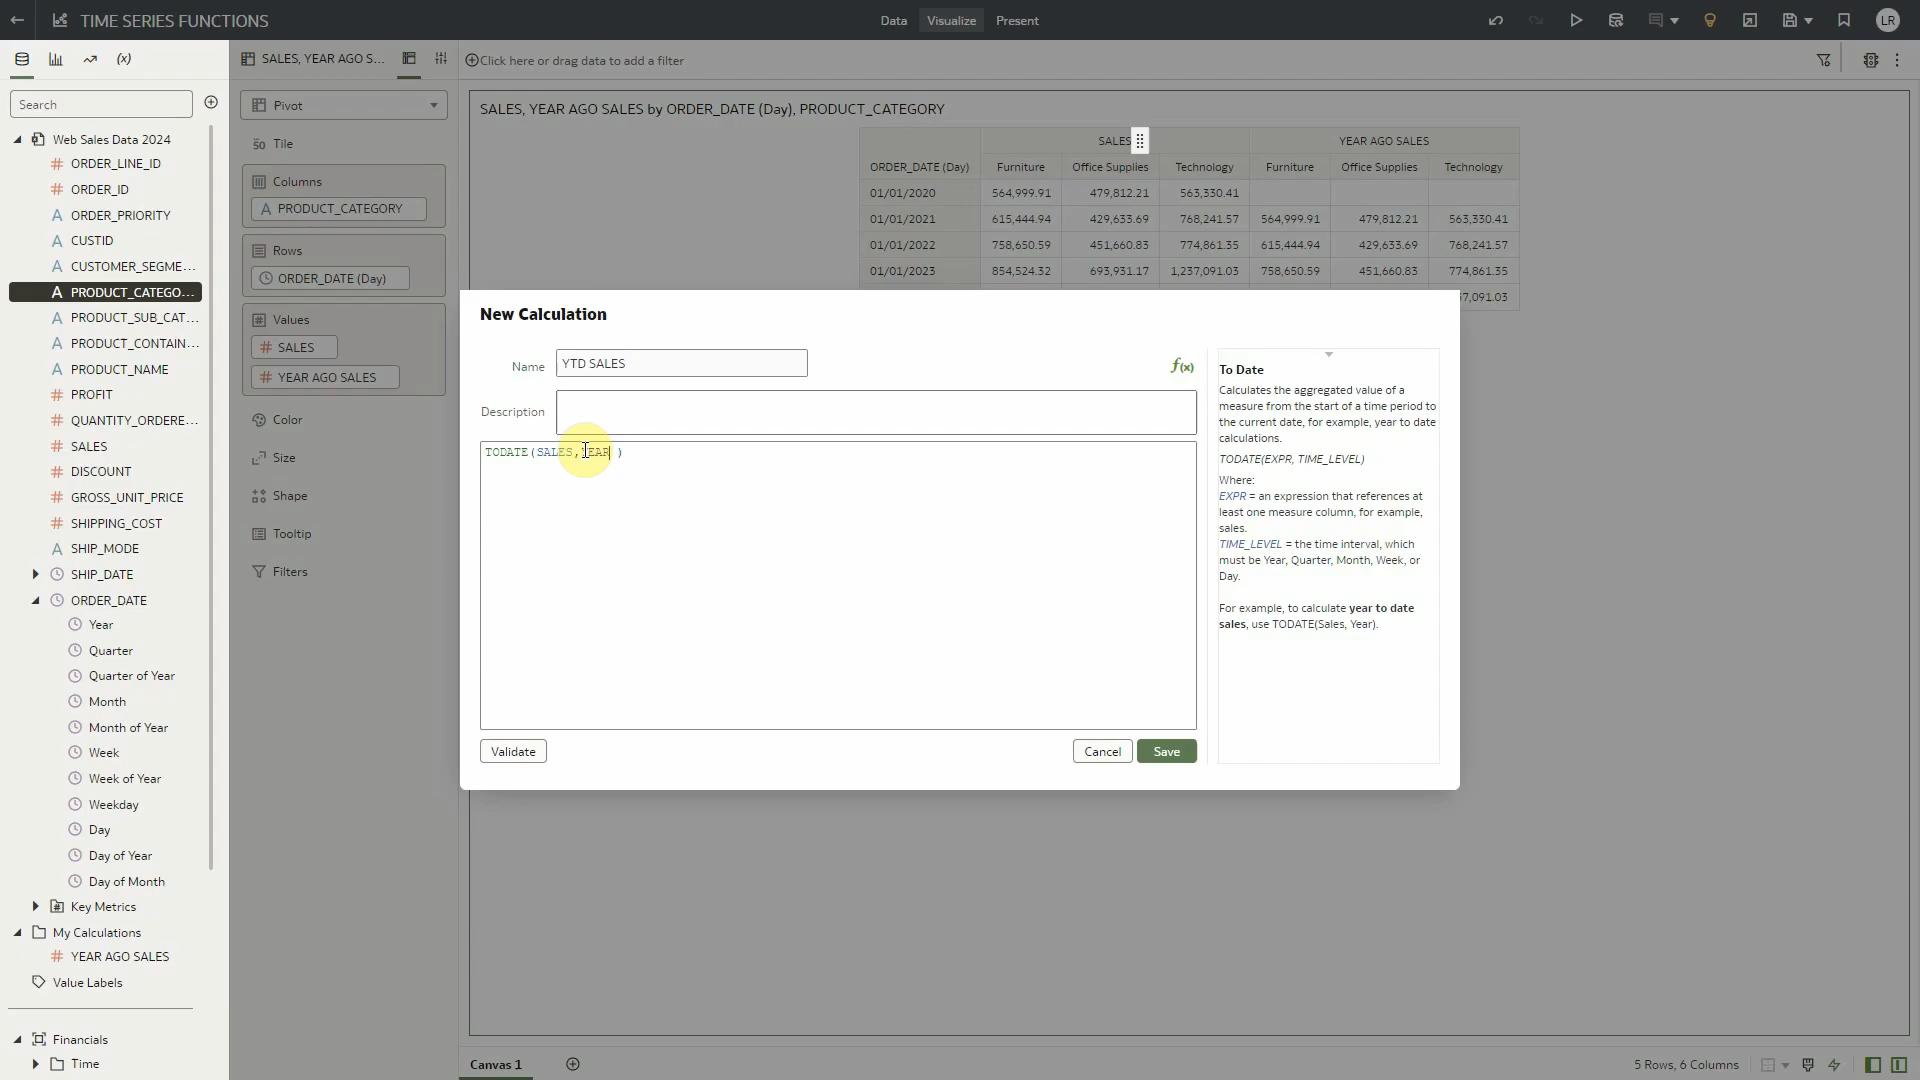 TIME SERIES FUNCTIONS
Data
Visualize
Present
LR
(x)
SALES, YEAR AGO S...
Click here or drag data to add a filter
Search
Web Sales Data 2024
ORDER_LINE_ID
ORDER_ID
ORDER_PRIORITY
CUSTID
CUSTOMER_SEGME...
PRODUCT_CATEGO...
PRODUCT_SUB_CAT...
PRODUCT_CONTAIN...
PRODUCT_NAME
PROFIT
QUANTITY_ORDERE...
SALES
DISCOUNT
GROSS_UNIT_PRICE
SHIPPING_COST
SHIP_MODE
SHIP_DATE
ORDER_DATE
Year
Quarter
Quarter of Year
Month
Month of Year
Week
Week of Year
Weekday
Day
Day of Year
Day of Month
Key Metrics
My Calculations
YEAR AGO SALES
Value Labels
Financials
Time
Pivot
50 Tile
Columns
A PRODUCT_CATEGORY
Rows
ORDER_DATE (Day)
Values
# SALES
# YEAR AGO SALES
Color
Size
Shape
Tooltip
Filters
SALES, YEAR AGO SALES by ORDER_DATE (Day), PRODUCT_CATEGORY
SALES YEAR AGO SALES
ORDER_DATE (Day) Furniture Office Supplies Technology Furniture Office Supplies Technology
01/01/2020 564,999.91 479,812.21 563,330.41
01/01/2021 615,444.94 429,633.69 768,241.57 564,999.91 479,812.21 563,330.41
01/01/2022 758,650.59 451,660.83 774,861.35 615,444.94 429,633.69 768,241.57
01/01/2023 854,524.32 693,931.17 1,237,091.03 758,650.59 451,660.83 774,861.35
7,091.03
New Calculation
Name YTD SALES
f(x)
Description
TODATE(SALES,YEAR )
Validate
Cancel
Save
To Date
Calculates the aggregated value of a
measure from the start of a time period to
the current date, for example, year to date
calculations.
TODATE(EXPR, TIME_LEVEL)
Where:
EXPR = an expression that references at
least one measure column, for example,
sales.
TIME_LEVEL = the time interval, which
must be Year, Quarter, Month, Week, or
Day.
For example, to calculate year to date
sales, use TODATE(Sales, Year).
Canvas 1
5 Rows, 6 Columns